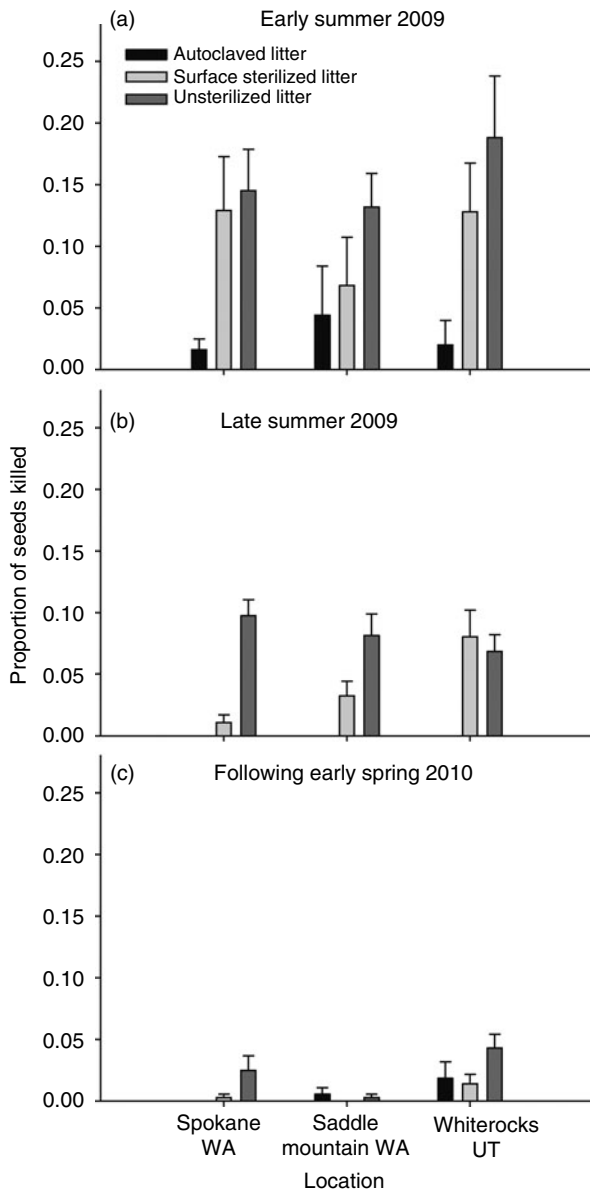 (a) Early summer 2009
Autoclaved litter
Surface sterilized litter
Unsterilized litter
0.25
0.20
0.15
0.10
0.05
0.00
(b) Late summer 2009
0.25
0.20
0.15
0.10
0.05
0.00
Proportion of seeds killed
(c) Following early spring 2010
0.25
0.20
0.15
0.10
0.05
0.00
Spokane WA
Saddle mountain WA
Whiterocks UT
Location